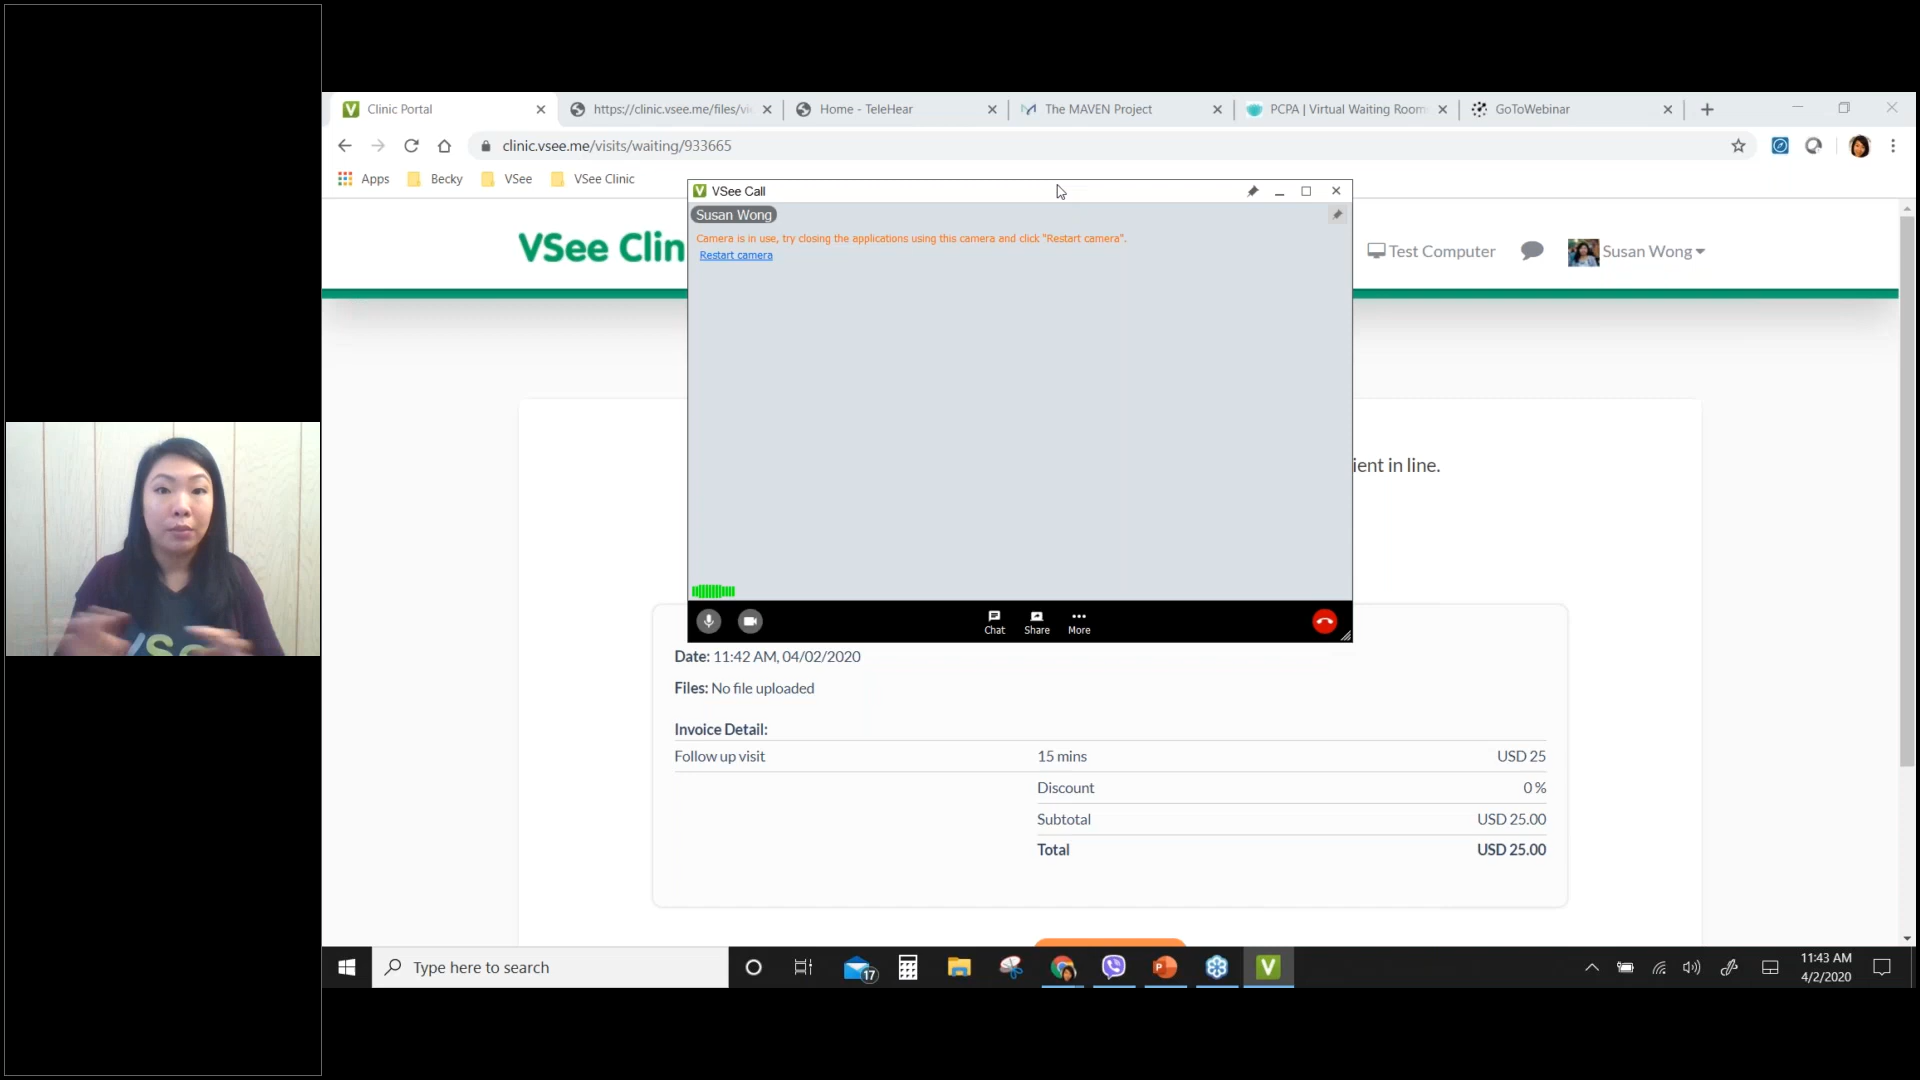 Clinic Portal
https://clinic.vsee.me/files/vi
Home - TeleHear
The MAVEN Project
PCPA | Virtual Waiting Room
GoToWebinar
clinic.vsee.me/visits/waiting/933665
Apps
Becky
VSee
VSee Clinic
VSee Call
Susan Wong
Camera is in use, try closing the applications using this camera and click "Restart camera".
Restart camera
VSee Clin
Test Computer
Susan Wong
ient in line.
Chat
Share
More
Date: 11:42 AM, 04/02/2020
Files: No file uploaded
Invoice Detail:
Follow up visit 15 mins USD 25
Discount 0 %
Subtotal USD 25.00
Total USD 25.00
Type here to search
17
11:43 AM
4/2/2020